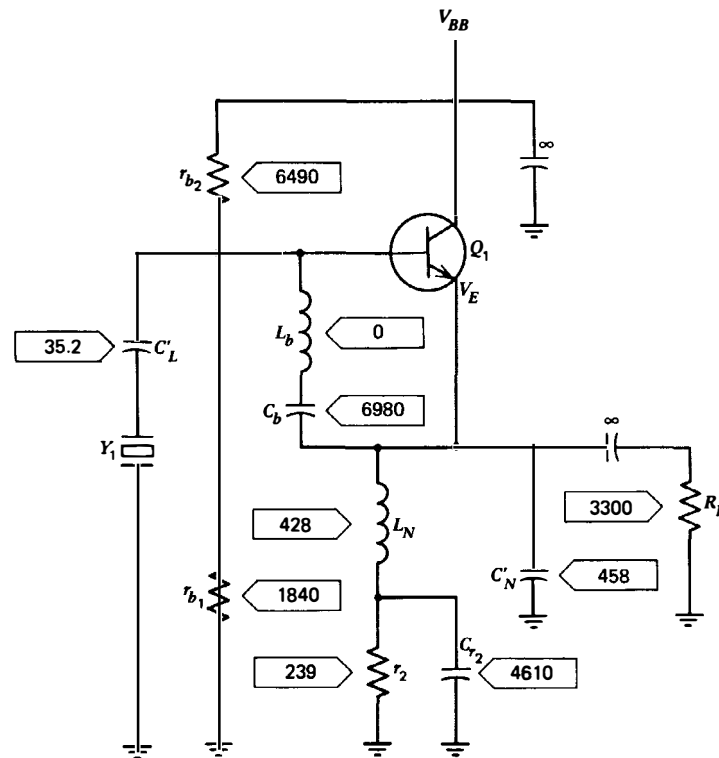 V_BB
∞
r_b2
6490
Q_1
V_E
L_b
0
35.2
C'_L
C_b
6980
∞
Y_1
3300
428
L_N
C'_N
458
r_b1
1840
239
r_2
C_r2
4610